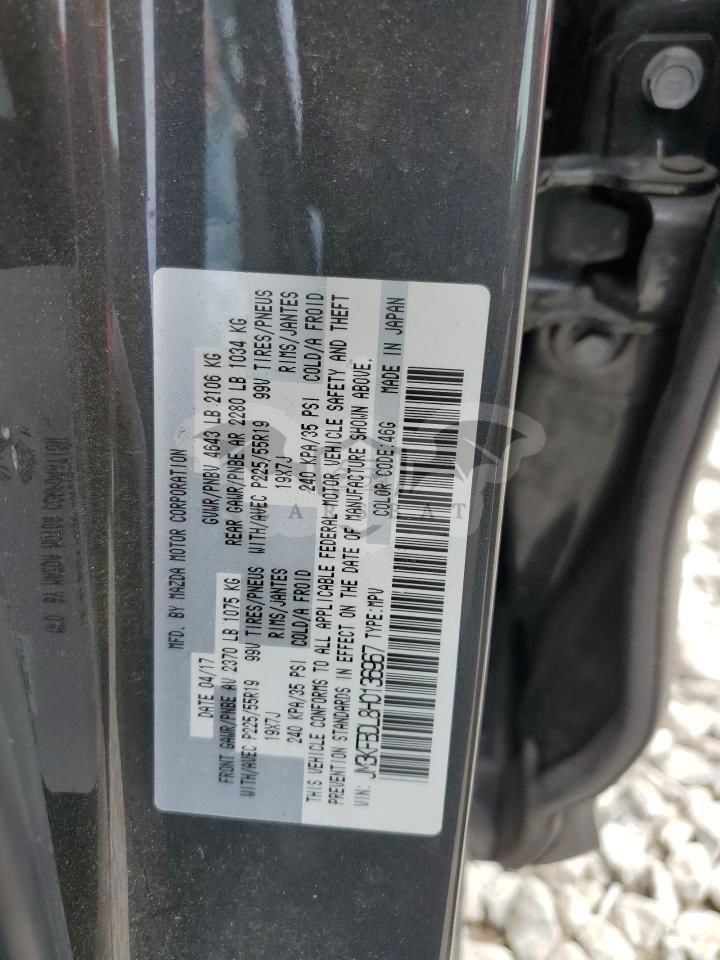 MFD. BY MAZDA MOTOR CORPORATION
DATE 04/17 GVWR/PNBV 4643 LB 2106 KG
FRONT GAWR/PNBE AV 2370 LB 1075 KG REAR GAWR/PNBE AR 2280 LB 1034 KG
WITH/AVEC P225/55R19 99V TIRES/PNEUS WITH/AVEC P225/55R19 99V TIRES/PNEUS
19X7J RIMS/JANTES 19X7J RIMS/JANTES
240 KPA/35 PSI COLD/A FROID 240 KPA/35 PSI COLD/A FROID
THIS VEHICLE CONFORMS TO ALL APPLICABLE FEDERAL MOTOR VEHICLE SAFETY AND THEFT
PREVENTION STANDARDS IN EFFECT ON THE DATE OF MANUFACTURE SHOWN ABOVE.
VIN: JM3KFBDL8H0136967 TYPE:MPV COLOR CODE:46G MADE IN JAPAN